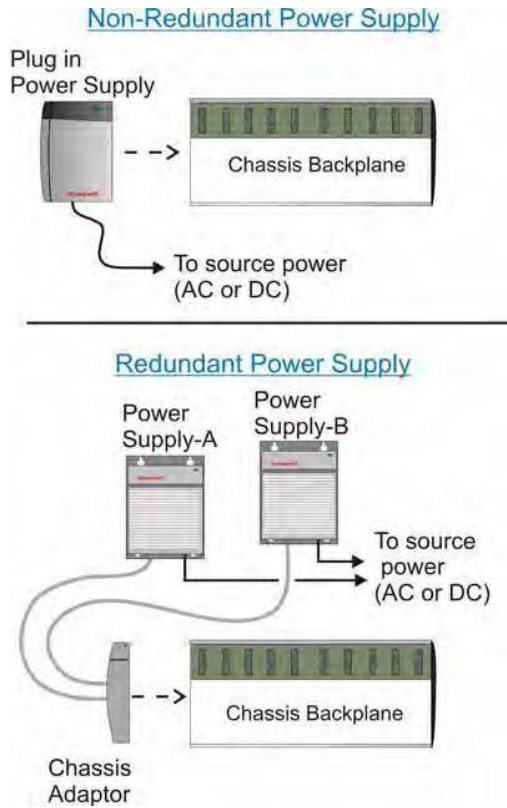 Non-Redundant Power Supply
Plug in
Power Supply
Chassis Backplane
To source power
(AC or DC)
Redundant Power Supply
Power
Supply-A
Power
Supply-B
To source
power
(AC or DC)
Chassis Backplane
Chassis
Adaptor